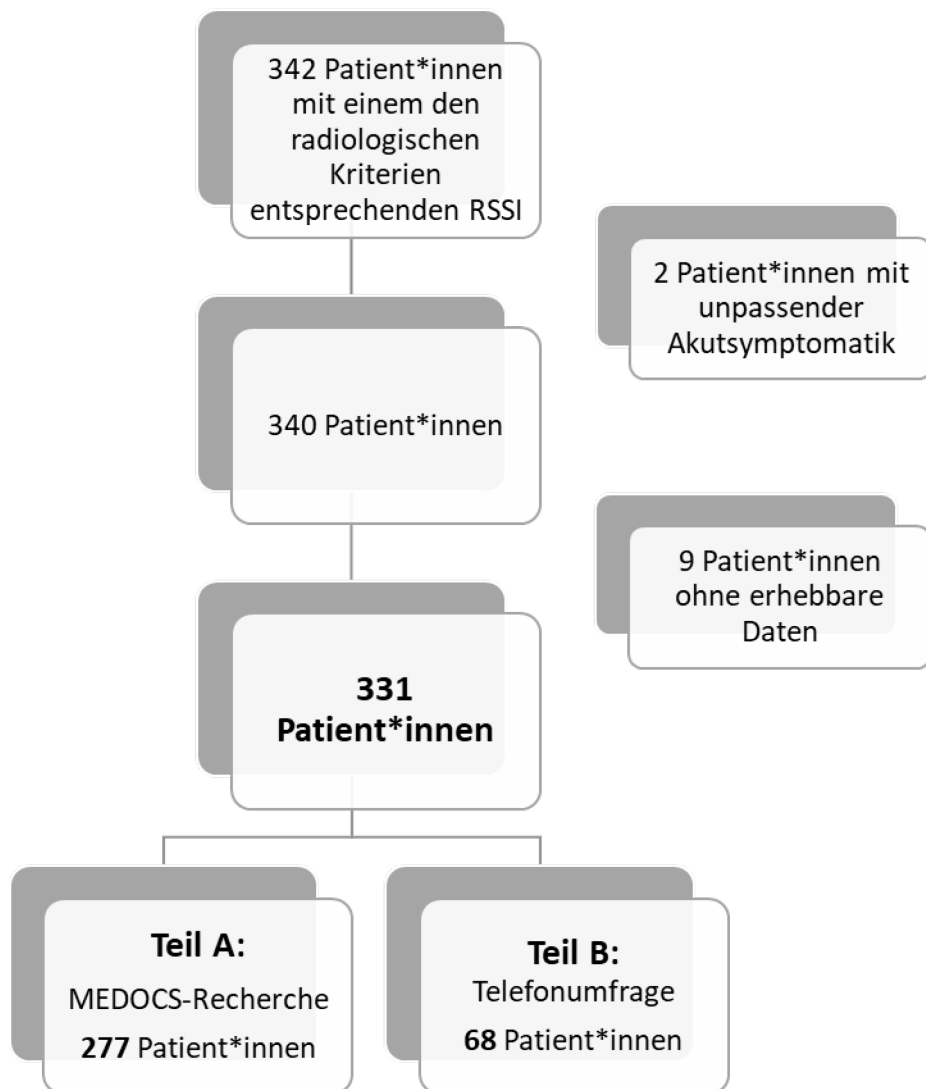 342 Patient*innen
mit einem den
radiologischen
Kriterien
entsprechenden RSSI
2 Patient*innen mit
unpassender
Akutsymptomatik
340 Patient*innen
9 Patient*innen
ohne erhebbare
Daten
331
Patient*innen
Teil A:
MEDOCS-Recherche
277 Patient*innen
Teil B:
Telefonumfrage
68 Patient*innen